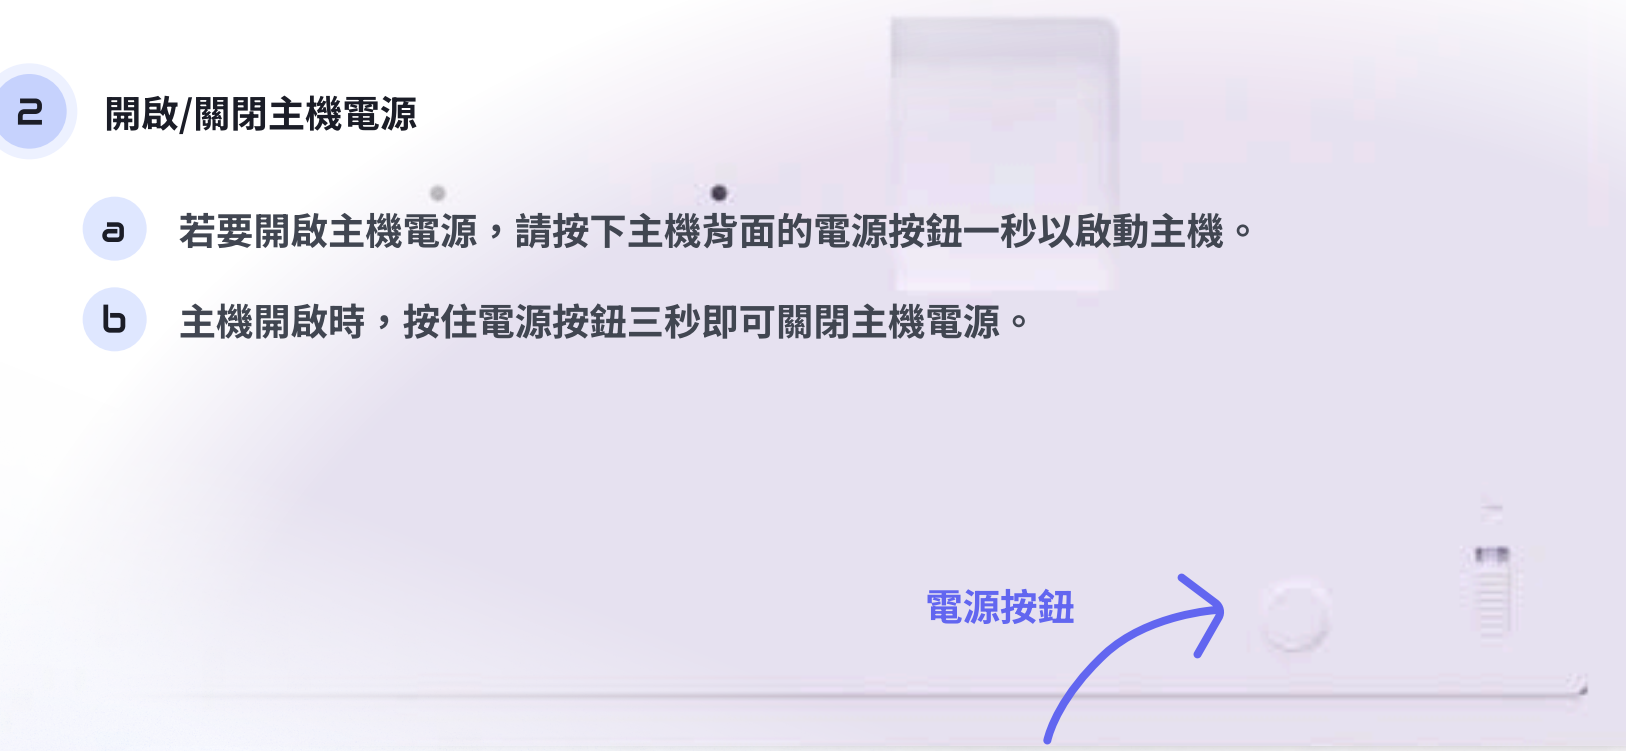 2 開啟/關閉主機電源
a 若要開啟主機電源，請按下主機背面的電源按鈕一秒以啟動主機。
b 主機開啟時，按住電源按鈕三秒即可關閉主機電源。
電源按鈕